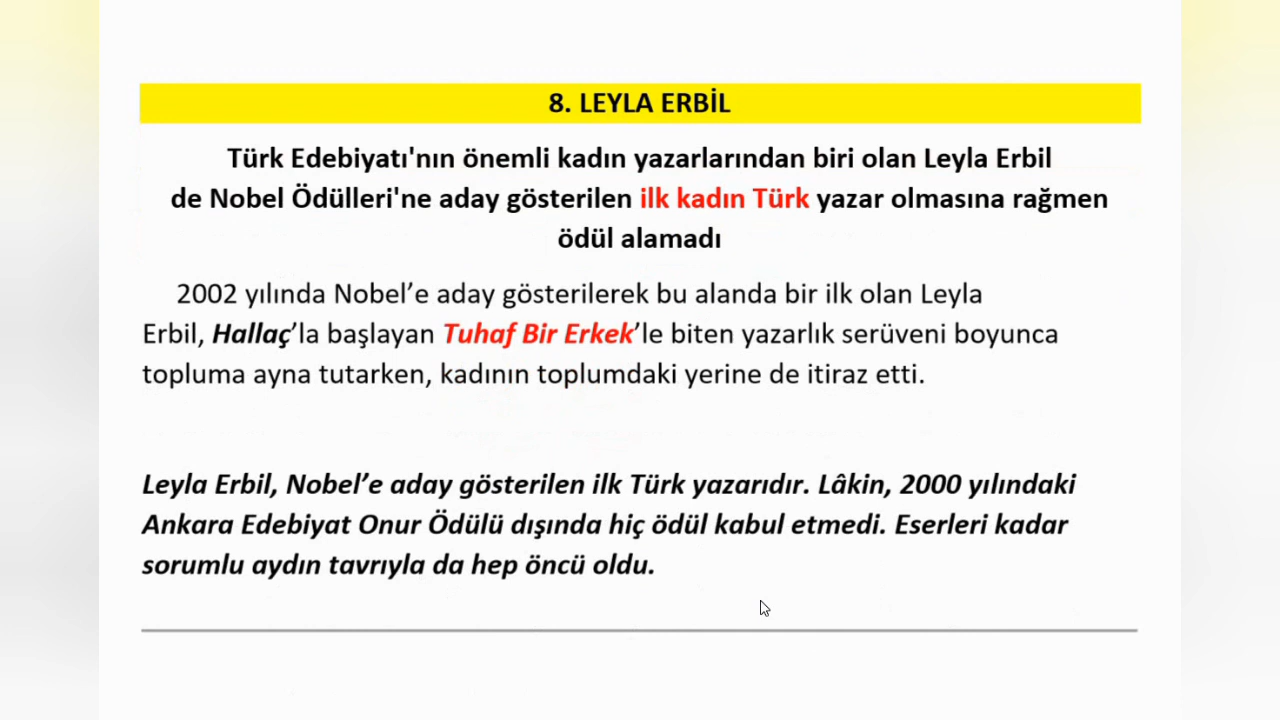 8. LEYLA ERBİL
Türk Edebiyatı'nın önemli kadın yazarlarından biri olan Leyla Erbil
de Nobel Ödülleri'ne aday gösterilen ilk kadın Türk yazar olmasına rağmen
ödül alamadı
2002 yılında Nobel’e aday gösterilerek bu alanda bir ilk olan Leyla
Erbil, Hallaç’la başlayan Tuhaf Bir Erkek’le biten yazarlık serüveni boyunca
topluma ayna tutarken, kadının toplumdaki yerine de itiraz etti.
Leyla Erbil, Nobel’e aday gösterilen ilk Türk yazarıdır. Lâkin, 2000 yılındaki
Ankara Edebiyat Onur Ödülü dışında hiç ödül kabul etmedi. Eserleri kadar
sorumlu aydın tavrıyla da hep öncü oldu.